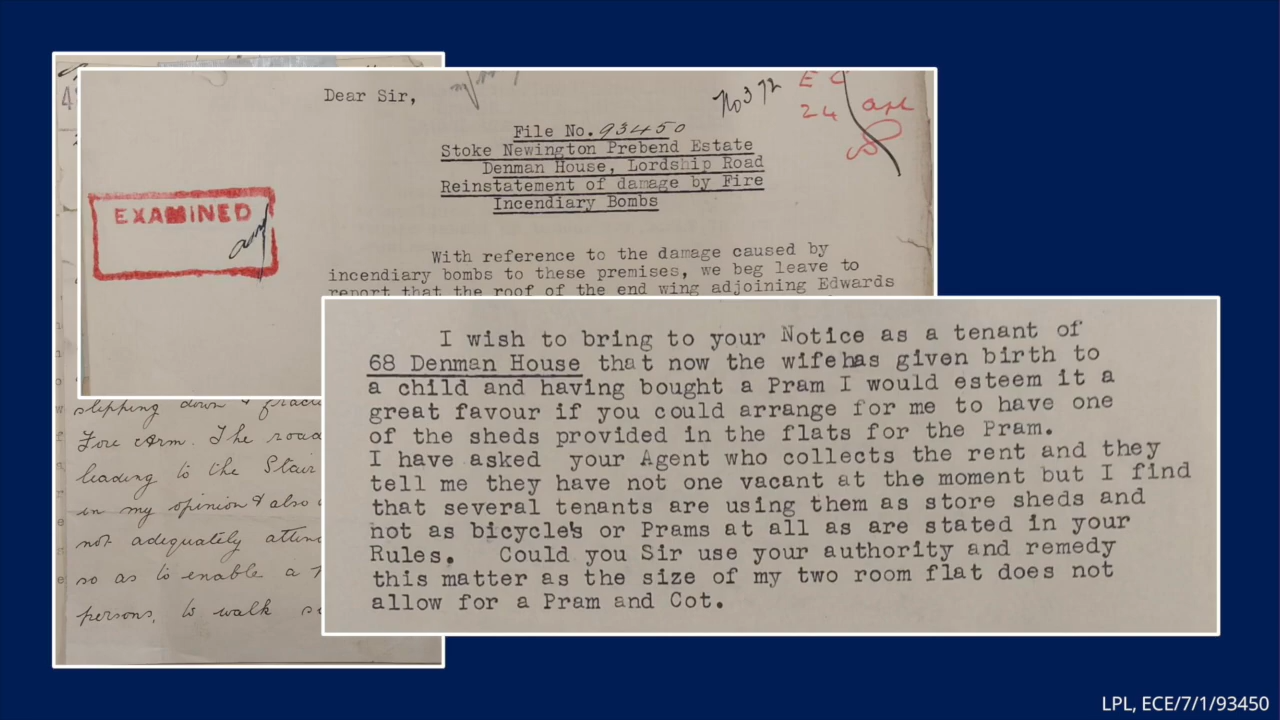 Dear Sir,
No 372
E C
24 apl
File No. 93450
Stoke Newington Prebend Estate
Denman House, Lordship Road
Reinstatement of damage by Fire
Incendiary Bombs
EXAMINED
With reference to the damage caused by
incendiary bombs to these premises, we beg leave to
report that the roof of the end wing adjoining Edwards
I wish to bring to your Notice as a tenant of
68 Denman House that now the wifehas given birth to
a child and having bought a Pram I would esteem it a
great favour if you could arrange for me to have one
of the sheds provided in the flats for the Pram.
I have asked your Agent who collects the rent and they
tell me they have not one vacant at the moment but I find
that several tenants are using them as store sheds and
not as bicycles or Prams at all as are stated in your
Rules. Could you Sir use your authority and remedy
this matter as the size of my two room flat does not
allow for a Pram and Cot.
slipping down & fractu
Fore Arm. The road
leading to the Stair
in my opinion & also
not adequately atten
so as to enable a
persons, to walk
LPL, ECE/7/1/93450